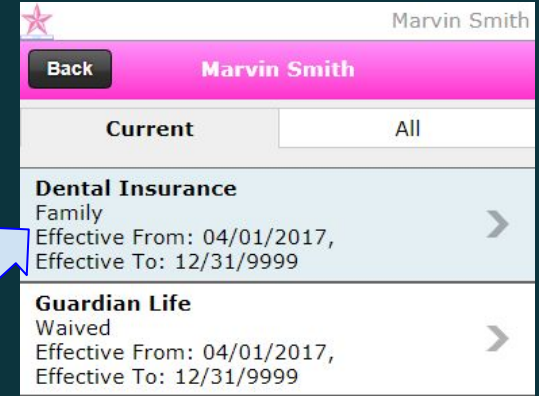 Marvin Smith
Back Marvin Smith
Current All
Dental Insurance
Family
Effective From: 04/01/2017,
Effective To: 12/31/9999
Guardian Life
Waived
Effective From: 04/01/2017,
Effective To: 12/31/9999